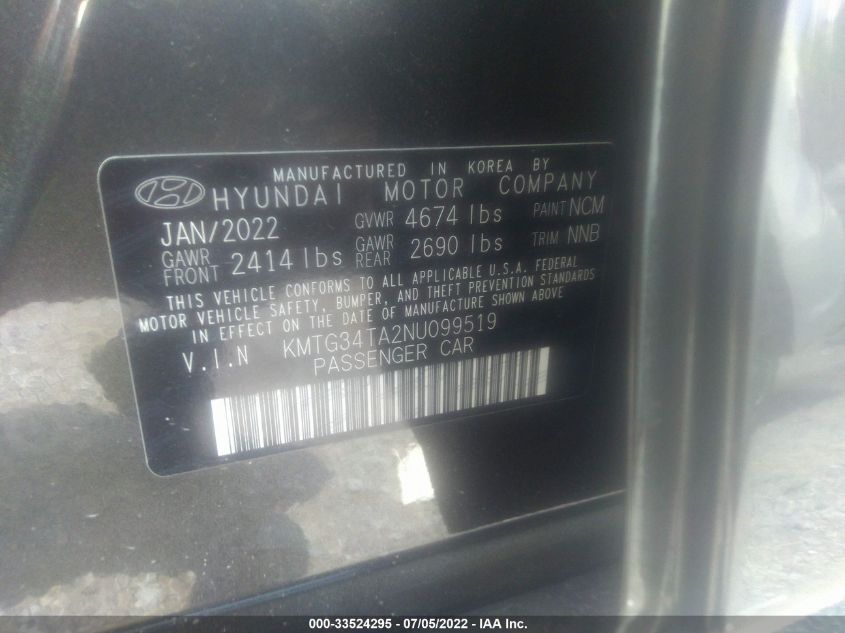 MANUFACTURED IN KOREA BY
HYUNDAI MOTOR COMPANY
JAN/2022 GVWR 4674 lbs PAINT NCM
GAWR FRONT 2414 lbs GAWR REAR 2690 lbs TRIM NNB
THIS VEHICLE CONFORMS TO ALL APPLICABLE U.S.A. FEDERAL
MOTOR VEHICLE SAFETY, BUMPER, AND THEFT PREVENTION STANDARDS
IN EFFECT ON THE DATE OF MANUFACTURE SHOWN ABOVE
V.I.N KMTG34TA2NU099519
PASSENGER CAR
000-33524295 - 07/05/2022 - IAA Inc.